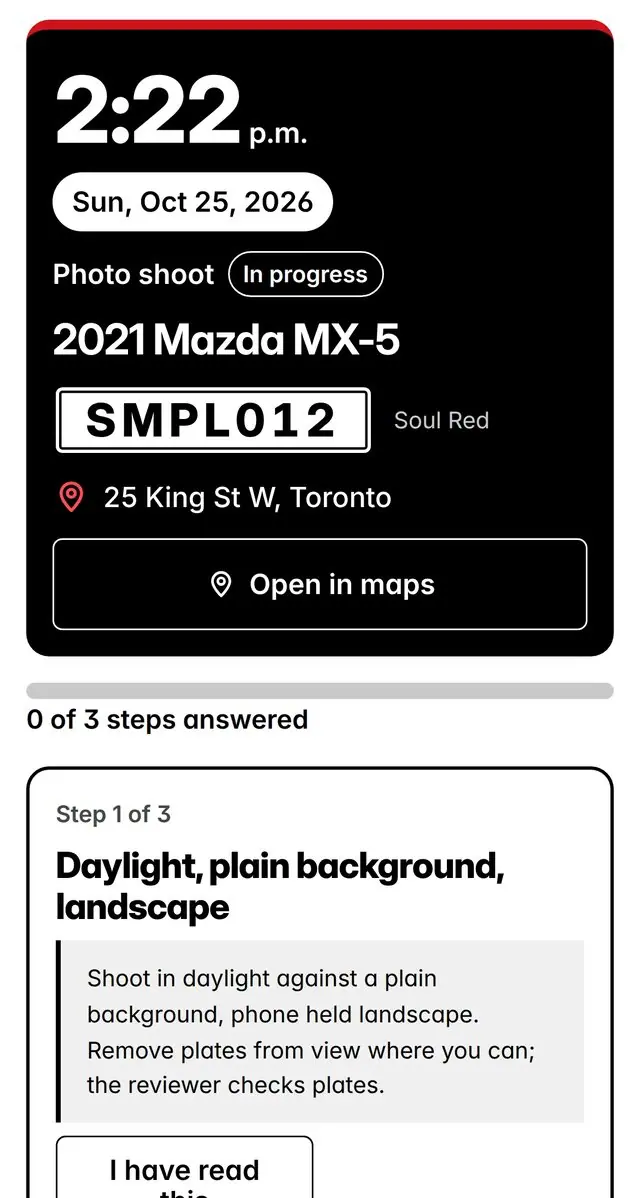 2:22 p.m.
Sun, Oct 25, 2026
Photo shoot In progress
2021 Mazda MX-5
SMPL012 Soul Red
25 King St W, Toronto
Open in maps
0 of 3 steps answered
Step 1 of 3
Daylight, plain background,
landscape
Shoot in daylight against a plain
background, phone held landscape.
Remove plates from view where you can;
the reviewer checks plates.
I have read
this